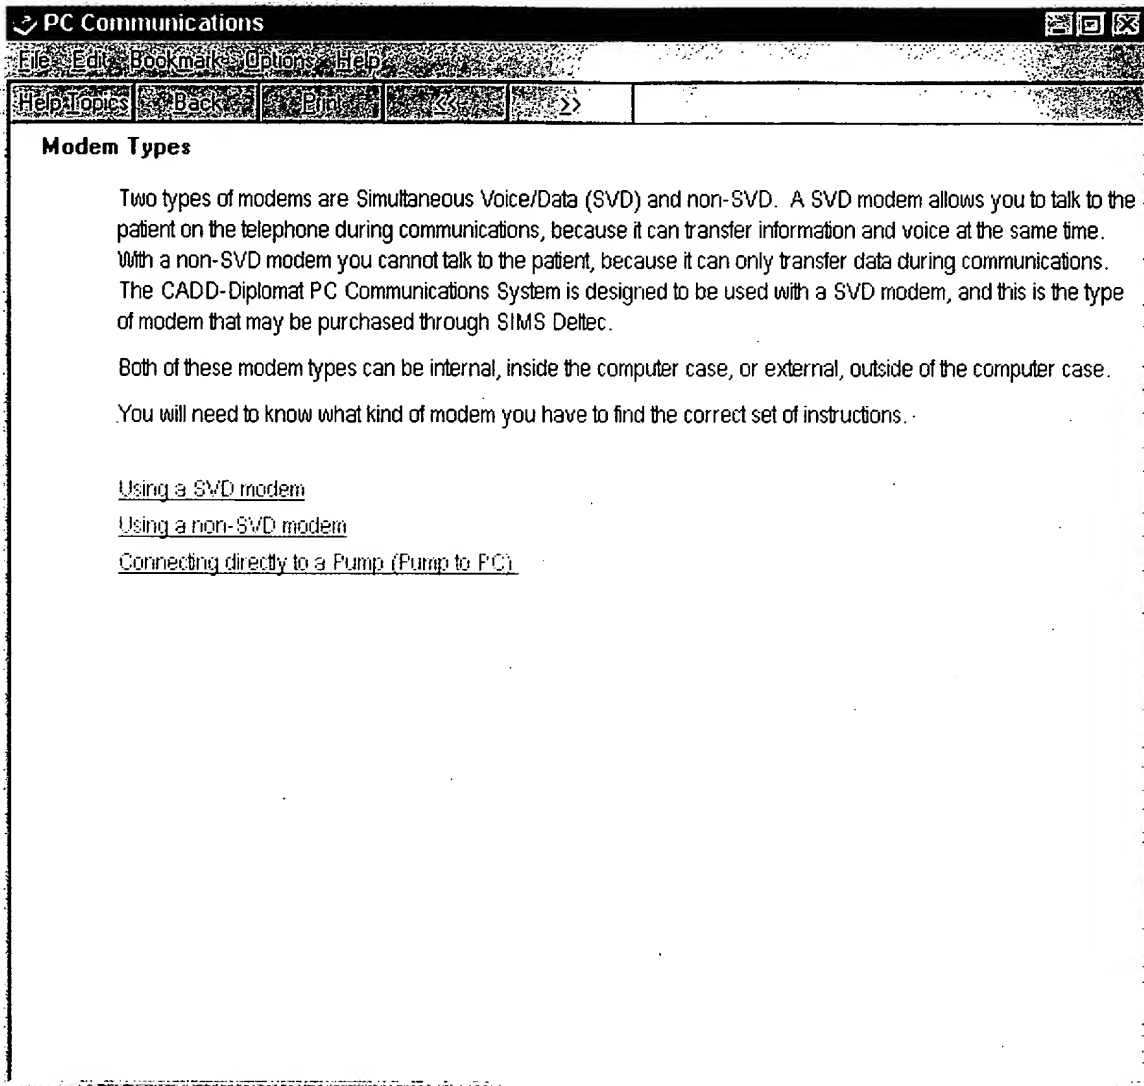 PC Communications
File Edit Bookmark Options Help
Help Topics Back Print << >>
Modem Types
Two types of modems are Simultaneous Voice/Data (SVD) and non-SVD. A SVD modem allows you to talk to the
patient on the telephone during communications, because it can transfer information and voice at the same time.
With a non-SVD modem you cannot talk to the patient, because it can only transfer data during communications.
The CADD-Diplomat PC Communications System is designed to be used with a SVD modem, and this is the type
of modem that may be purchased through SIMS Deltec.
Both of these modem types can be internal, inside the computer case, or external, outside of the computer case.
You will need to know what kind of modem you have to find the correct set of instructions.
Using a SVD modem
Using a non-SVD modem
Connecting directly to a Pump (Pump to PC)